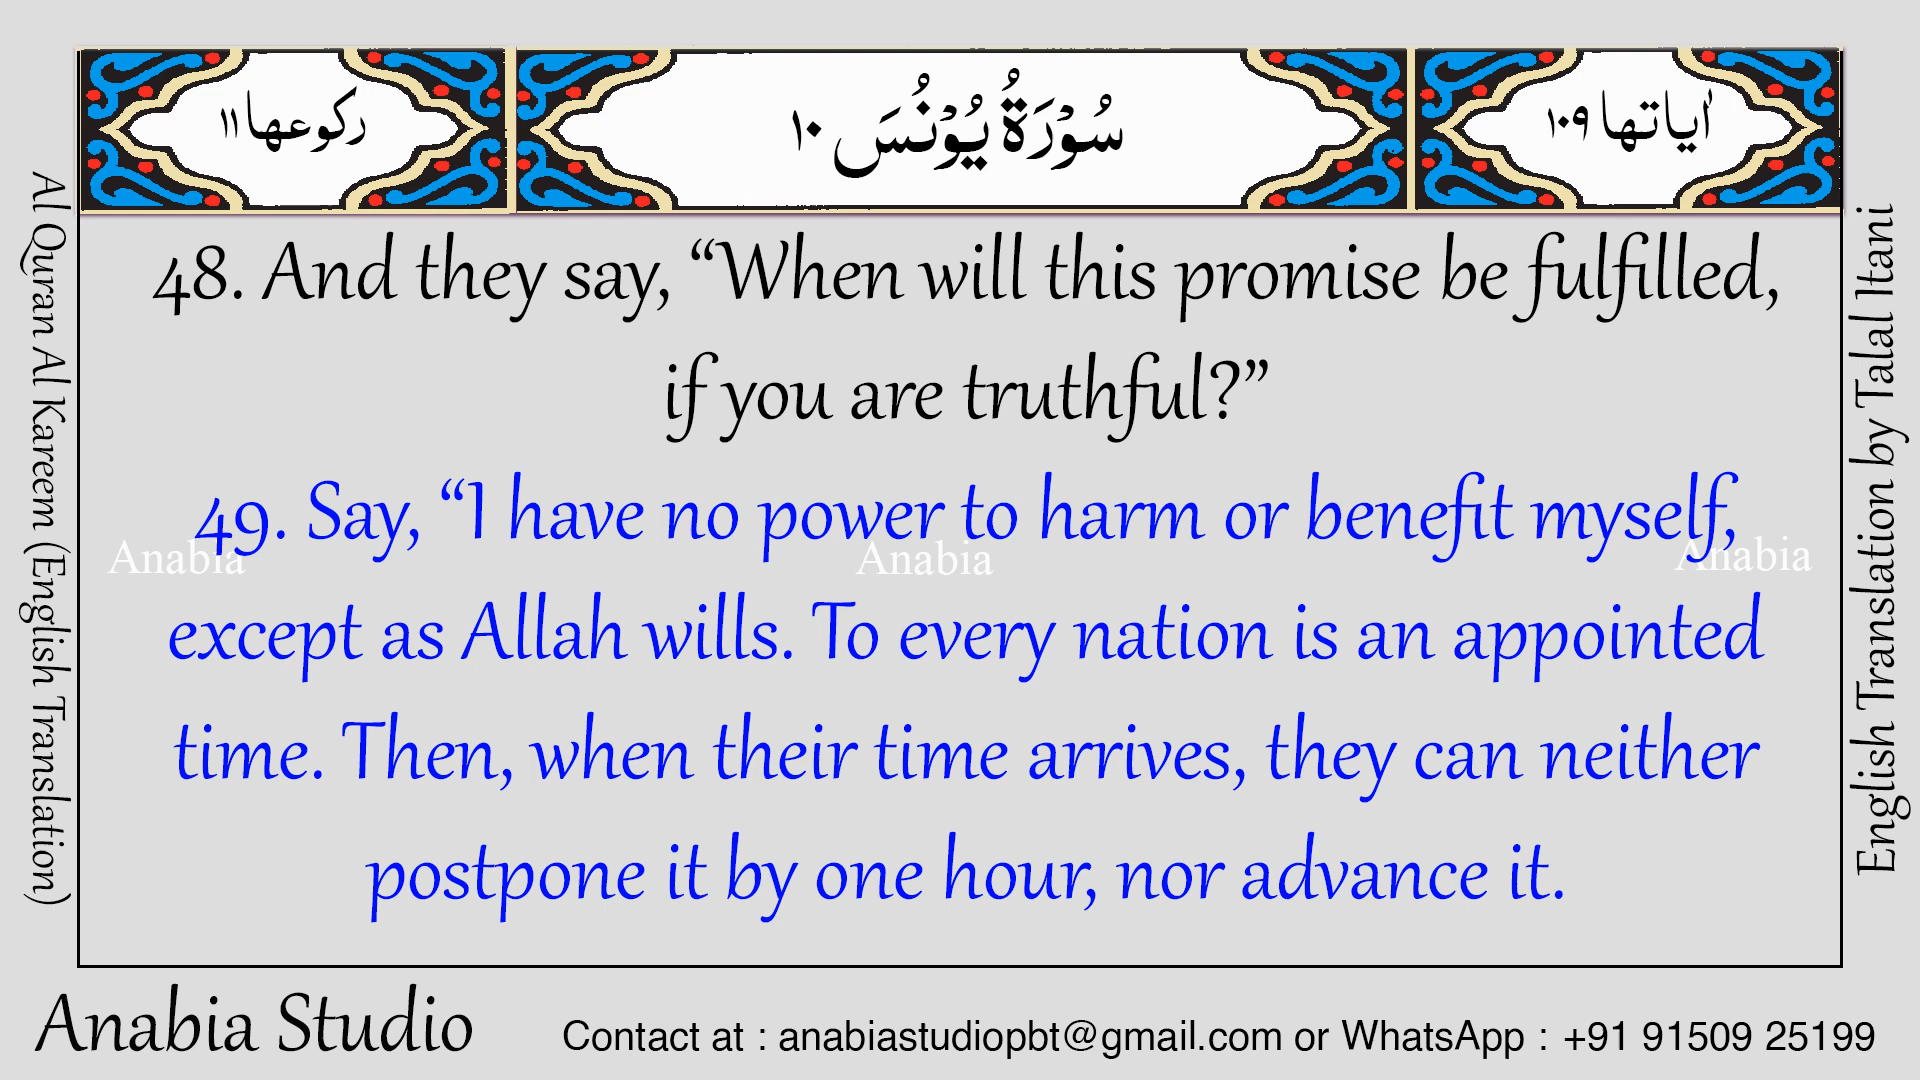 اٰیاتها ١٠٩
سُوۡرَةُ یُوۡنُسَ ١٠
رکوعها ١١
48. And they say, “When will this promise be fulfilled,
if you are truthful?”
49. Say, “I have no power to harm or benefit myself,
except as Allah wills. To every nation is an appointed
time. Then, when their time arrives, they can neither
postpone it by one hour, nor advance it.
Anabia
Anabia
Anabia
Al Quran Al Kareem (English Translation)
English Translation by Talal Itani
Anabia Studio
Contact at : anabiastudiopbt@gmail.com or WhatsApp : +91 91509 25199